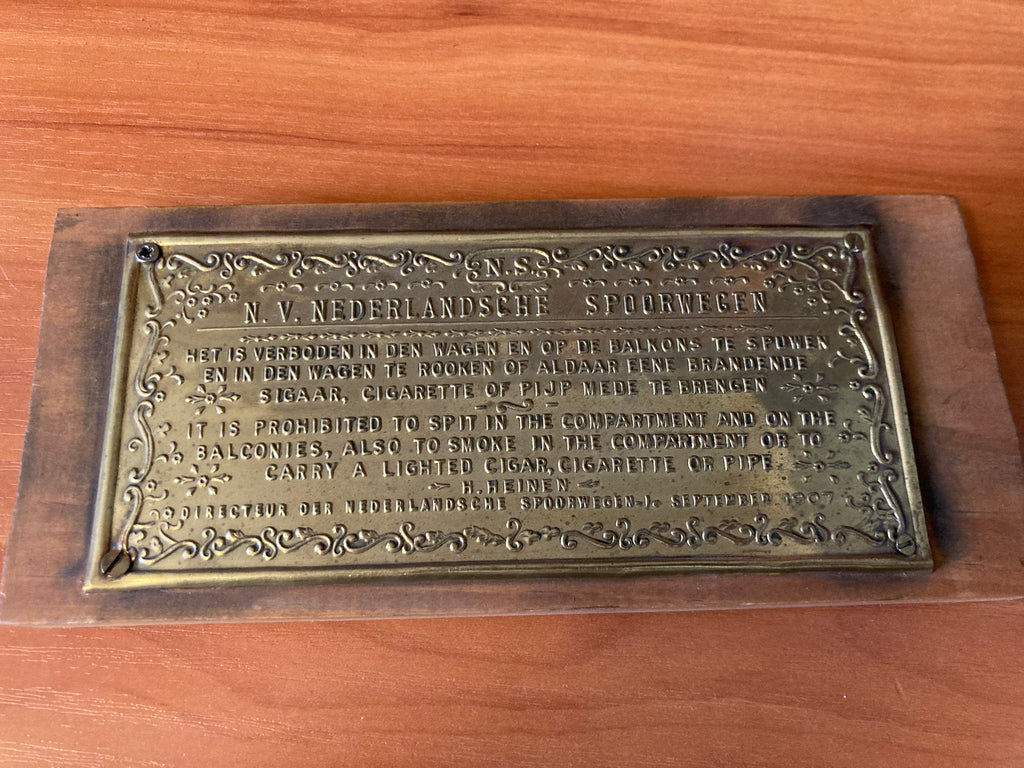 N.S.
N. V. NEDERLANDSCHE SPOORWEGEN
HET IS VERBODEN IN DEN WAGEN EN OP DE BALKONS TE SPUWEN
EN IN DEN WAGEN TE ROOKEN OF ALDAAR EENE BRANDENDE
SIGAAR, CIGARETTE OF PIJP MEDE TE BRENGEN
IT IS PROHIBITED TO SPIT IN THE COMPARTMENT AND ON THE
BALCONIES, ALSO TO SMOKE IN THE COMPARTMENT OR TO
CARRY A LIGHTED CIGAR, CIGARETTE OR PIPE
H. HEINEN
DIRECTEUR DER NEDERLANDSCHE SPOORWEGEN-1. SEPTEMBER 1907